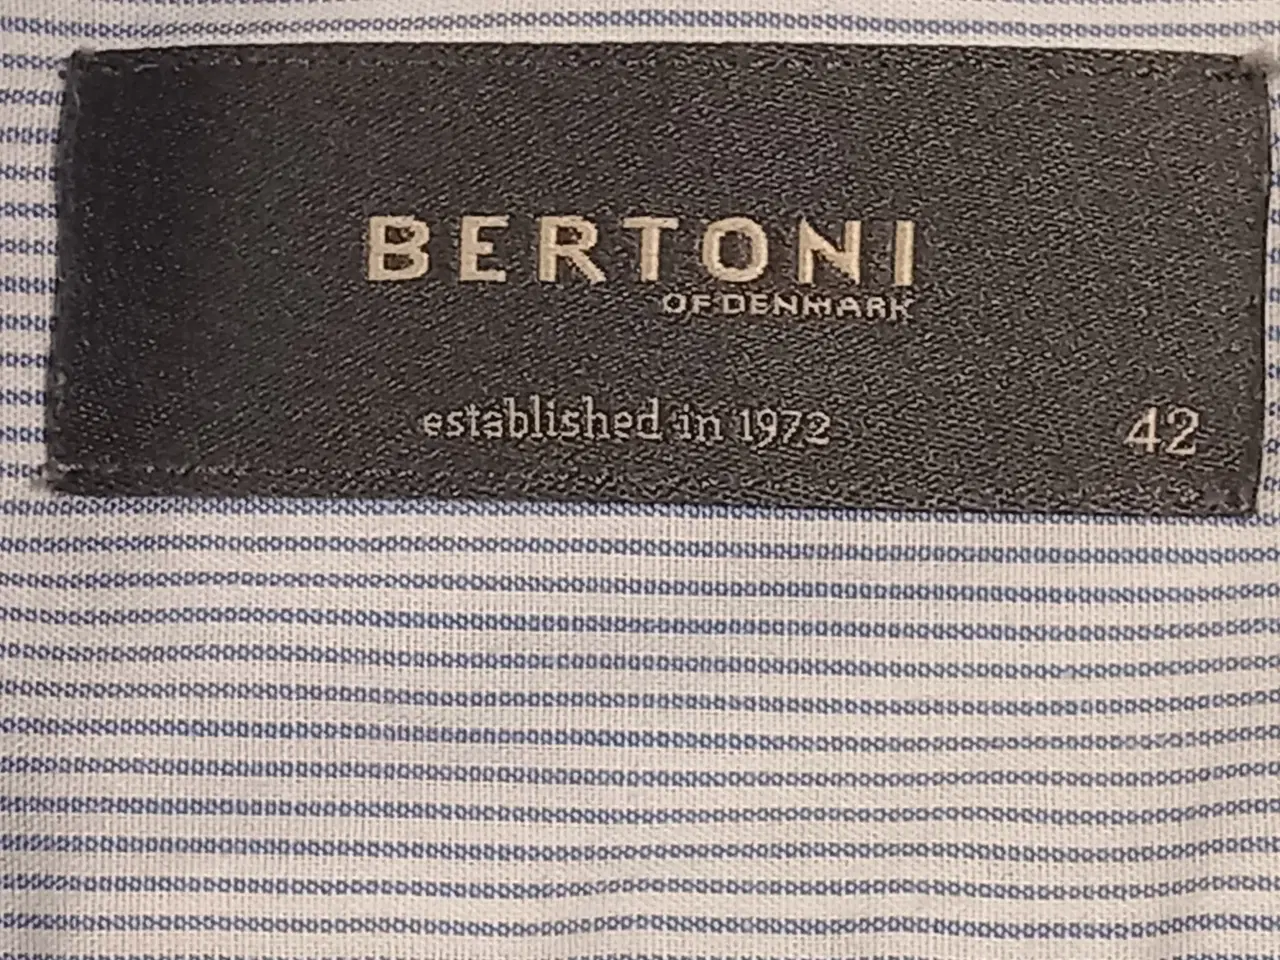 BERTONI
OF DENMARK
established in 1972
42